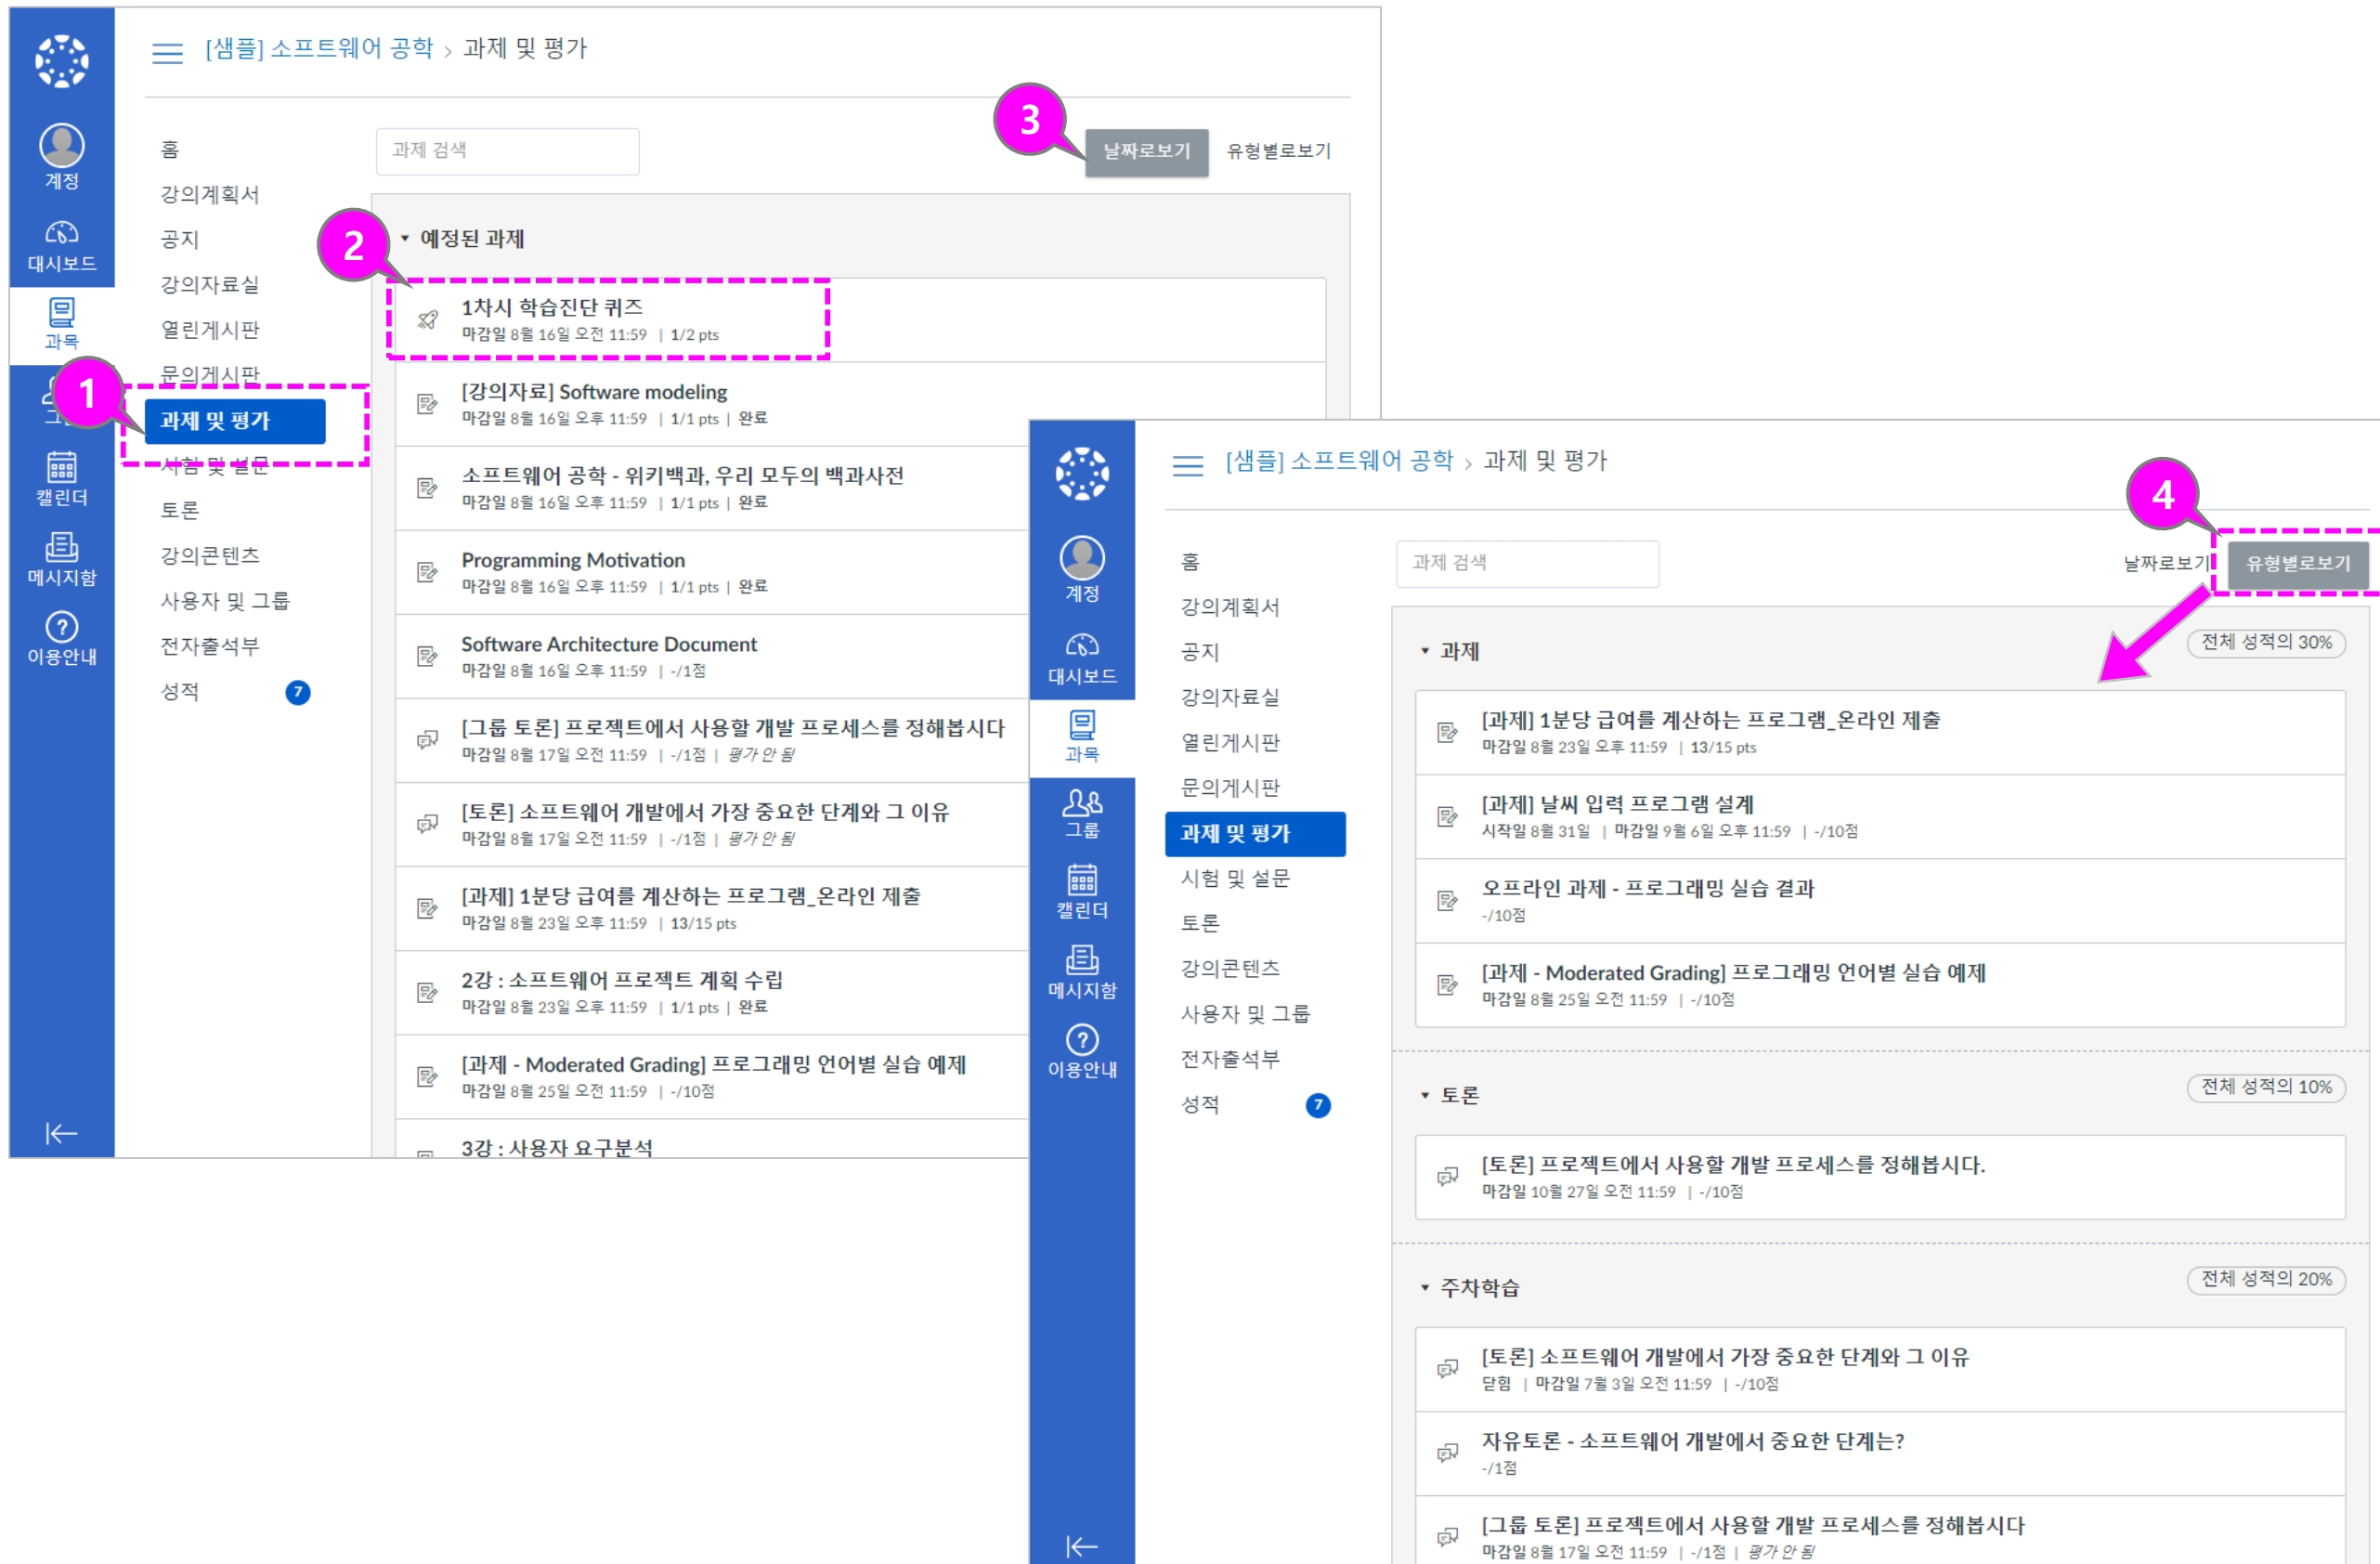 [샘플] 소프트웨어 공학 > 과제 및 평가
계정
대시보드
과목
캘린더
메시지함
이용안내
홈
강의계획서
공지
강의자료실
열린게시판
문의게시판
과제 및 평가
시험 및 설문
토론
강의콘텐츠
사용자 및 그룹
전자출석부
성적 7
1
2
3
과제 검색
날짜로보기 유형별로보기
예정된 과제
1차시 학습진단 퀴즈
마감일 8월 16일 오전 11:59 | 1/2 pts
[강의자료] Software modeling
마감일 8월 16일 오후 11:59 | 1/1 pts | 완료
소프트웨어 공학 - 위키백과, 우리 모두의 백과사전
마감일 8월 16일 오후 11:59 | 1/1 pts | 완료
Programming Motivation
마감일 8월 16일 오후 11:59 | 1/1 pts | 완료
Software Architecture Document
마감일 8월 16일 오후 11:59 | -/1점
[그룹 토론] 프로젝트에서 사용할 개발 프로세스를 정해봅시다
마감일 8월 17일 오전 11:59 | -/1점 | 평가 안 됨
[토론] 소프트웨어 개발에서 가장 중요한 단계와 그 이유
마감일 8월 17일 오전 11:59 | -/1점 | 평가 안 됨
[과제] 1분당 급여를 계산하는 프로그램_온라인 제출
마감일 8월 23일 오후 11:59 | 13/15 pts
2강 : 소프트웨어 프로젝트 계획 수립
마감일 8월 23일 오후 11:59 | 1/1 pts | 완료
[과제 - Moderated Grading] 프로그래밍 언어별 실습 예제
마감일 8월 25일 오전 11:59 | -/10점
3강 : 사용자 요구분석
[샘플] 소프트웨어 공학 > 과제 및 평가
계정
대시보드
과목
그룹
캘린더
메시지함
이용안내
홈
강의계획서
공지
강의자료실
열린게시판
문의게시판
과제 및 평가
시험 및 설문
토론
강의콘텐츠
사용자 및 그룹
전자출석부
성적 7
4
과제 검색
날짜로보기 유형별로보기
과제 전체 성적의 30%
[과제] 1분당 급여를 계산하는 프로그램_온라인 제출
마감일 8월 23일 오후 11:59 | 13/15 pts
[과제] 날씨 입력 프로그램 설계
시작일 8월 31일 | 마감일 9월 6일 오후 11:59 | -/10점
오프라인 과제 - 프로그래밍 실습 결과
-/10점
[과제 - Moderated Grading] 프로그래밍 언어별 실습 예제
마감일 8월 25일 오전 11:59 | -/10점
토론 전체 성적의 10%
[토론] 프로젝트에서 사용할 개발 프로세스를 정해봅시다.
마감일 10월 27일 오전 11:59 | -/10점
주차학습 전체 성적의 20%
[토론] 소프트웨어 개발에서 가장 중요한 단계와 그 이유
닫힘 | 마감일 7월 3일 오전 11:59 | -/10점
자유토론 - 소프트웨어 개발에서 중요한 단계는?
-/1점
[그룹 토론] 프로젝트에서 사용할 개발 프로세스를 정해봅시다
마감일 8월 17일 오전 11:59 | -/1점 | 평가 안 됨